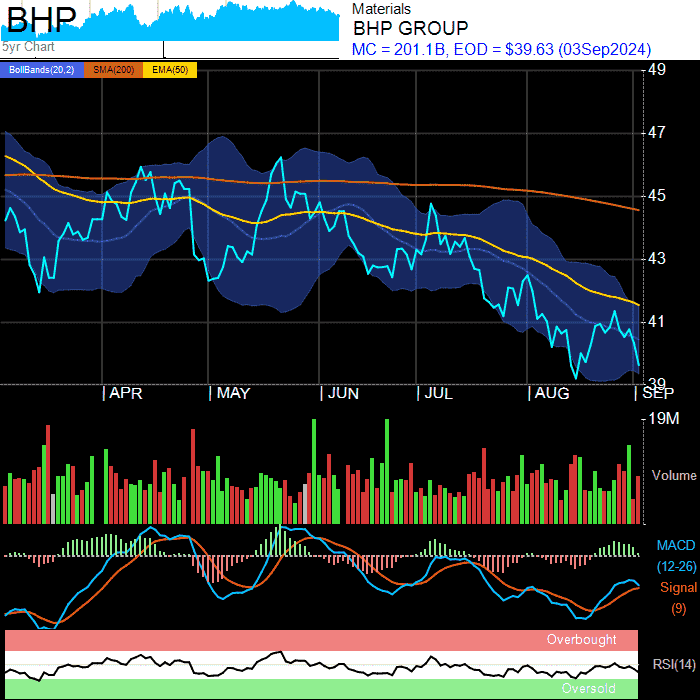 BHP
5yr Chart
Materials
BHP GROUP
MC = 201.1B, EOD = $39.63 (03Sep2024)
BollBands(20,2) SMA(200) EMA(50)
49
47
45
43
41
39
APR MAY JUN JUL AUG SEP
19M
Volume
MACD
(12-26)
Signal
(9)
Overbought
RSI(14)
Oversold